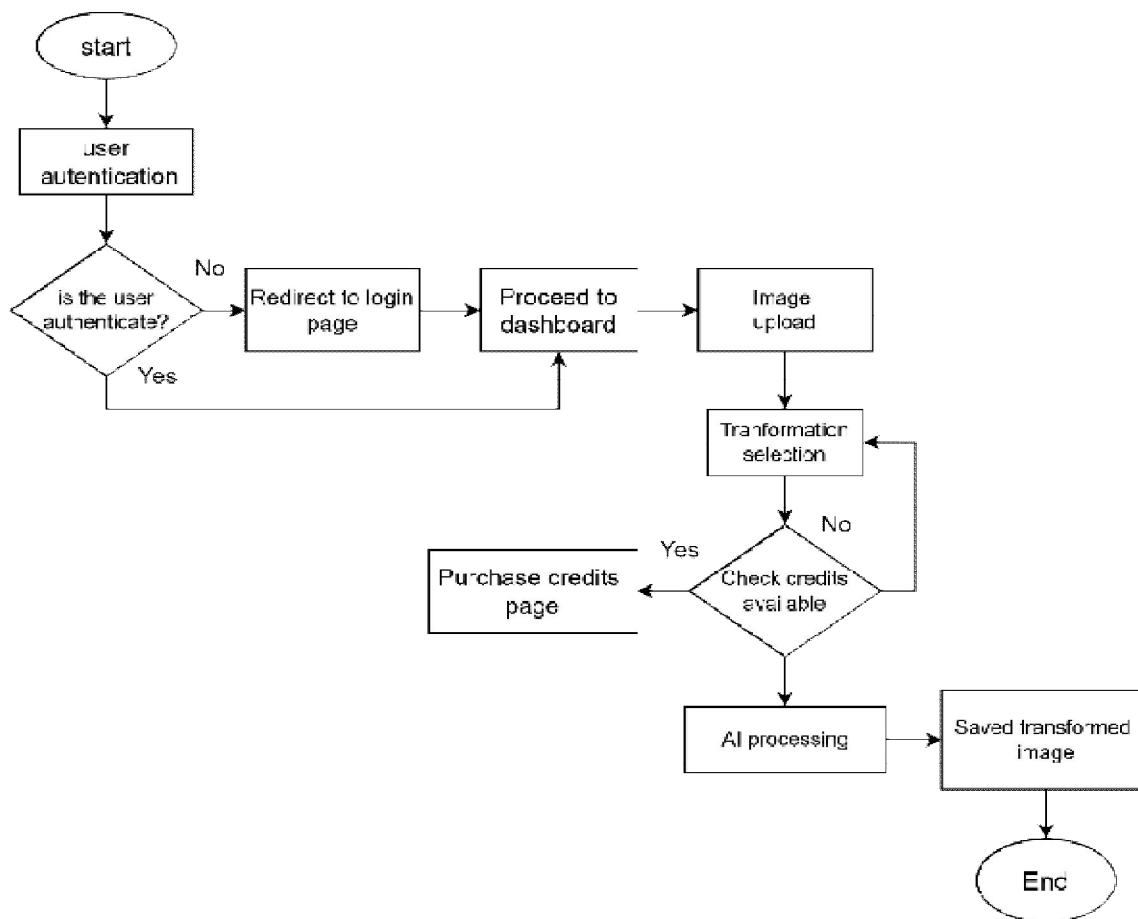 start
user
autentication
is the user
authenticate?
No
Yes
Redirect to login
page
Proceed to
dashboard
Image
upload
Tranformation
selection
No
Yes
Check credits
available
Purchase credits
page
AI processing
Saved transformed
image
End